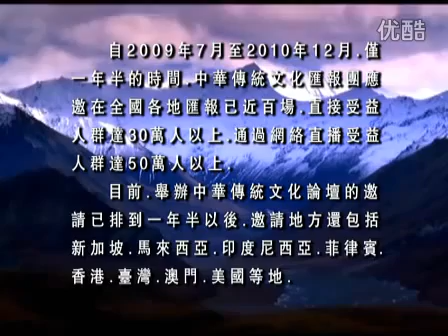 优酷
自2009年7月至2010年12月.僅
一年半的時間.中華傳統文化匯報團應
邀在全國各地匯報已近百場.直接受益
人群達30萬人以上.通過網絡直播受益
人群達50萬人以上.
目前.舉辦中華傳統文化論壇的邀
請已排到一年半以後.邀請地方還包括
新加坡.馬來西亞.印度尼西亞.菲律賓.
香港.臺灣.澳門.美國等地.